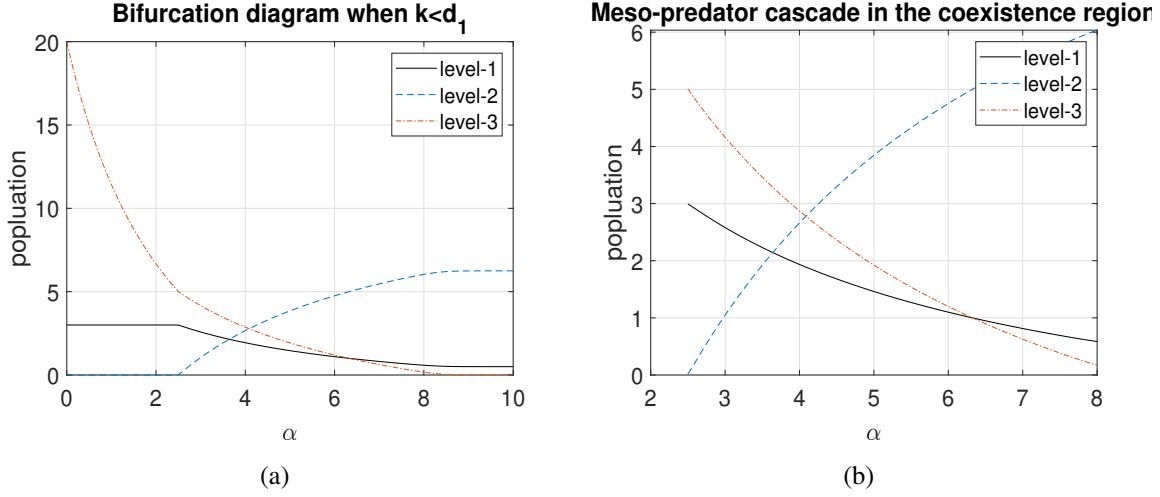 Bifurcation diagram when k<d1
20
15
10
5
0
popluation
0 2 4 6 8 10
α
level-1
level-2
level-3
(a)
Meso-predator cascade in the coexistence region
6
5
4
3
2
1
0
popluation
2 3 4 5 6 7 8
α
level-1
level-2
level-3
(b)